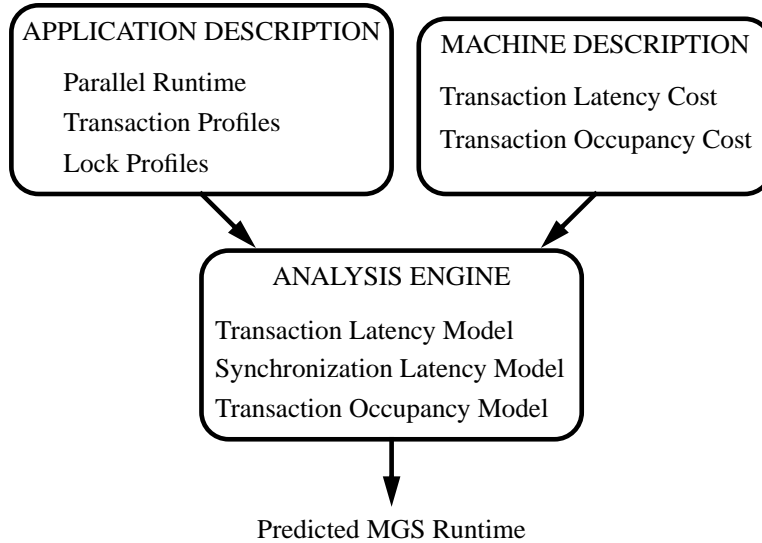 APPLICATION DESCRIPTION
Parallel Runtime
Transaction Profiles
Lock Profiles
MACHINE DESCRIPTION
Transaction Latency Cost
Transaction Occupancy Cost
ANALYSIS ENGINE
Transaction Latency Model
Synchronization Latency Model
Transaction Occupancy Model
Predicted MGS Runtime